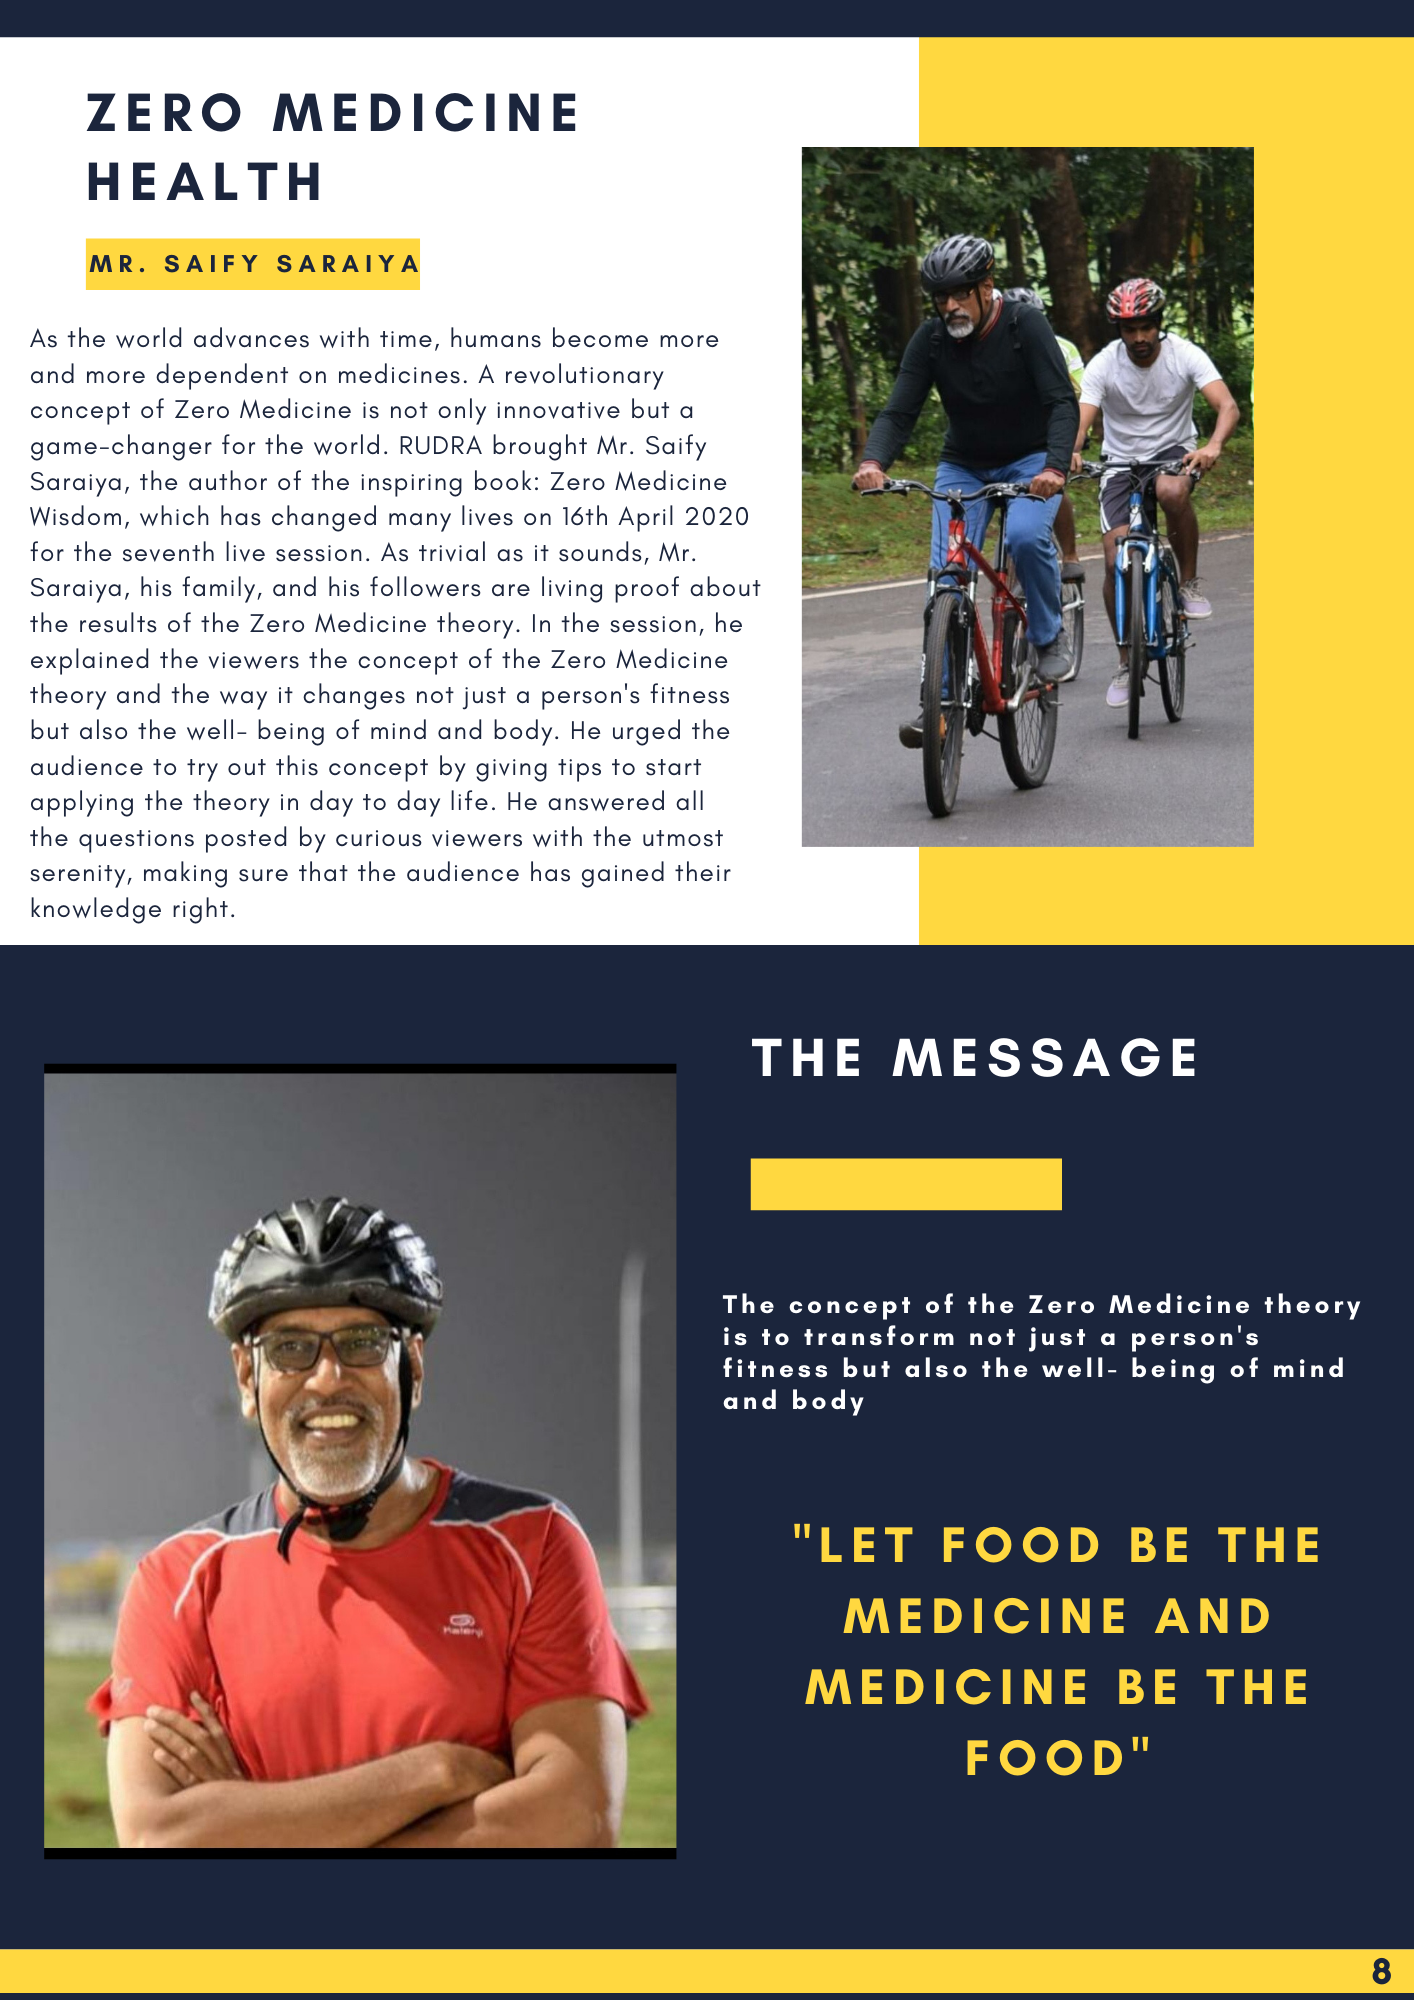 ZERO MEDICINE
HEALTH
MR. SAIFY SARAIYA
As the world advances with time, humans become more
and more dependent on medicines. A revolutionary
concept of Zero Medicine is not only innovative but a
game-changer for the world. RUDRA brought Mr. Saify
Saraiya, the author of the inspiring book: Zero Medicine
Wisdom, which has changed many lives on 16th April 2020
for the seventh live session. As trivial as it sounds, Mr.
Saraiya, his family, and his followers are living proof about
the results of the Zero Medicine theory. In the session, he
explained the viewers the concept of the Zero Medicine
theory and the way it changes not just a person's fitness
but also the well- being of mind and body. He urged the
audience to try out this concept by giving tips to start
applying the theory in day to day life. He answered all
the questions posted by curious viewers with the utmost
serenity, making sure that the audience has gained their
knowledge right.
THE MESSAGE
The concept of the Zero Medicine theory
is to transform not just a person's
fitness but also the well- being of mind
and body
"LET FOOD BE THE
MEDICINE AND
MEDICINE BE THE
FOOD"
Kalenji
8